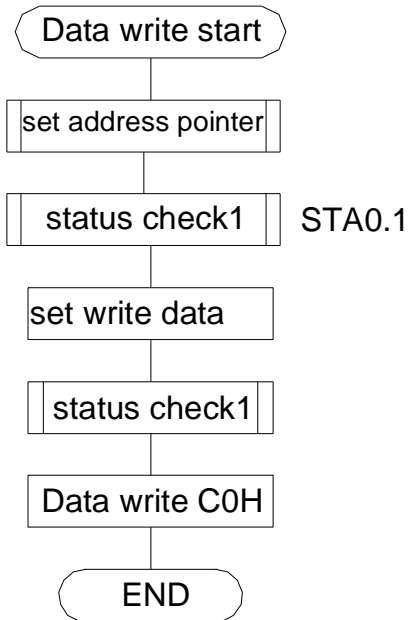 Data write start
set address pointer
status check1
STA0.1
set write data
status check1
Data write C0H
END